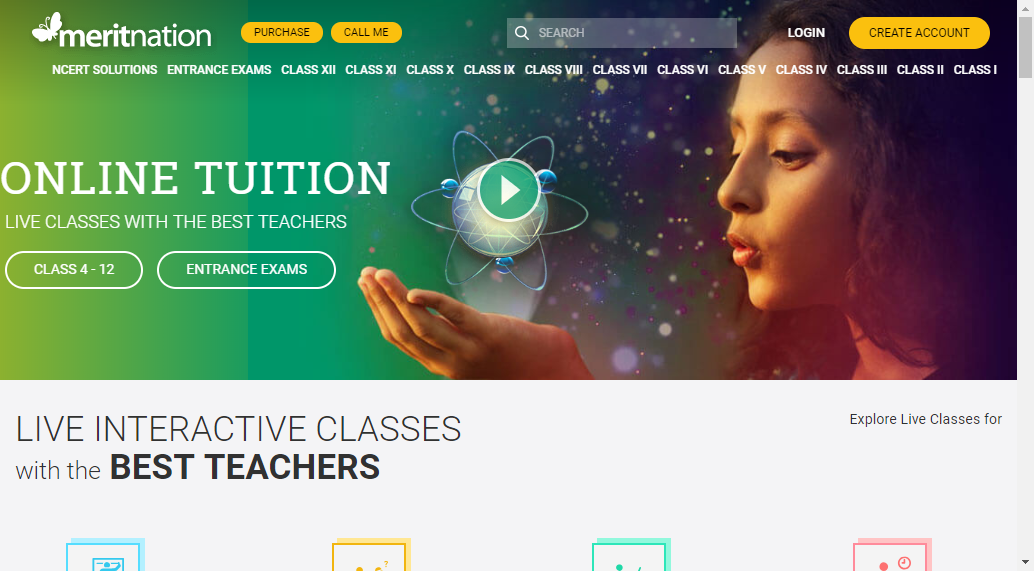 meritnation
PURCHASE
CALL ME
SEARCH
LOGIN
CREATE ACCOUNT
NCERT SOLUTIONS ENTRANCE EXAMS CLASS XII CLASS XI CLASS X CLASS IX CLASS VIII CLASS VII CLASS VI CLASS V CLASS IV CLASS III CLASS II CLASS I
ONLINE TUITION
LIVE CLASSES WITH THE BEST TEACHERS
CLASS 4 - 12
ENTRANCE EXAMS
LIVE INTERACTIVE CLASSES
with the BEST TEACHERS
Explore Live Classes for